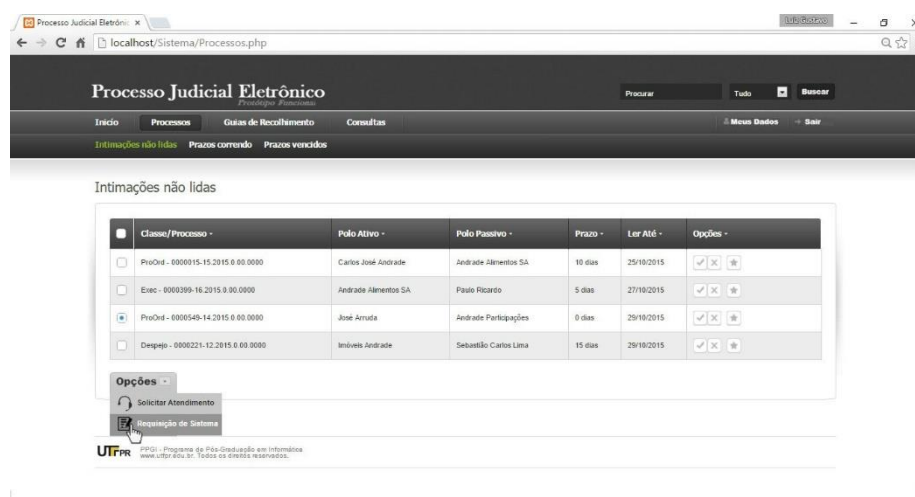 Processo Judicial Eletrônic
localhost/Sistema/Processos.php
Processo Judicial Eletrônico
Protótipo Funcional
Procurar Tudo Buscar
Início Processos Guias de Recolhimento Consultas Meus Dados Sair
Intimações não lidas Prazos correndo Prazos vencidos
Intimações não lidas
Classe/Processo Polo Ativo Polo Passivo Prazo Ler Até Opções
ProOrd - 0000015-15.2015.0.00.0000 Carlos José Andrade Andrade Alimentos SA 10 dias 25/10/2015
Exec - 0000399-16.2015.0.00.0000 Andrade Alimentos SA Paulo Ricardo 5 dias 27/10/2015
ProOrd - 0000549-14.2015.0.00.0000 José Arruda Andrade Participações 0 dias 29/10/2015
Despejo - 0000221-12.2015.0.00.0000 Imóveis Andrade Sebastião Carlos Lima 15 dias 29/10/2015
Opções
Solicitar Atendimento
Requisição de Sistema
UTFPR PPGI - Programa de Pós-Graduação em Informática
www.utfpr.edu.br. Todos os direitos reservados.